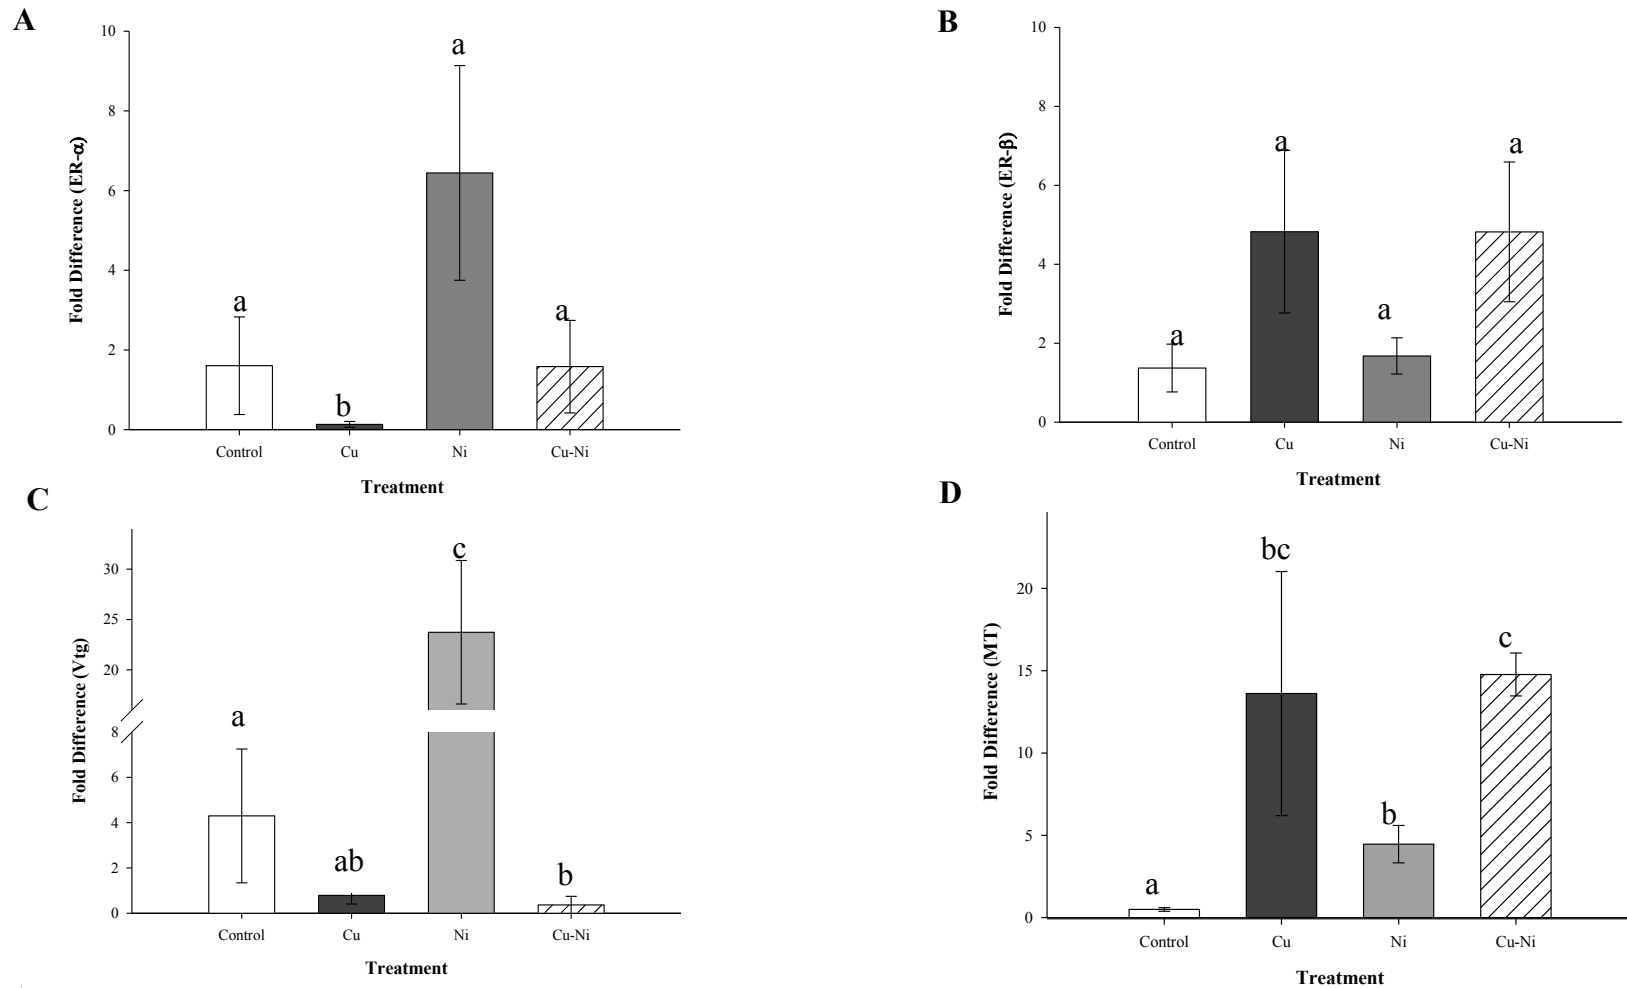 A
Fold Difference (ER-α)
10
8
6
4
2
0
a
b
a
a
Control Cu Ni Cu-Ni
Treatment
B
Fold Difference (ER-β)
10
8
6
4
2
0
a
a
a
a
Control Cu Ni Cu-Ni
Treatment
C
Fold Difference (Vtg)
30
25
20
8
6
4
2
0
a
ab
c
b
Control Cu Ni Cu-Ni
Treatment
D
Fold Difference (MT)
20
15
10
5
0
a
bc
b
c
Control Cu Ni Cu-Ni
Treatment